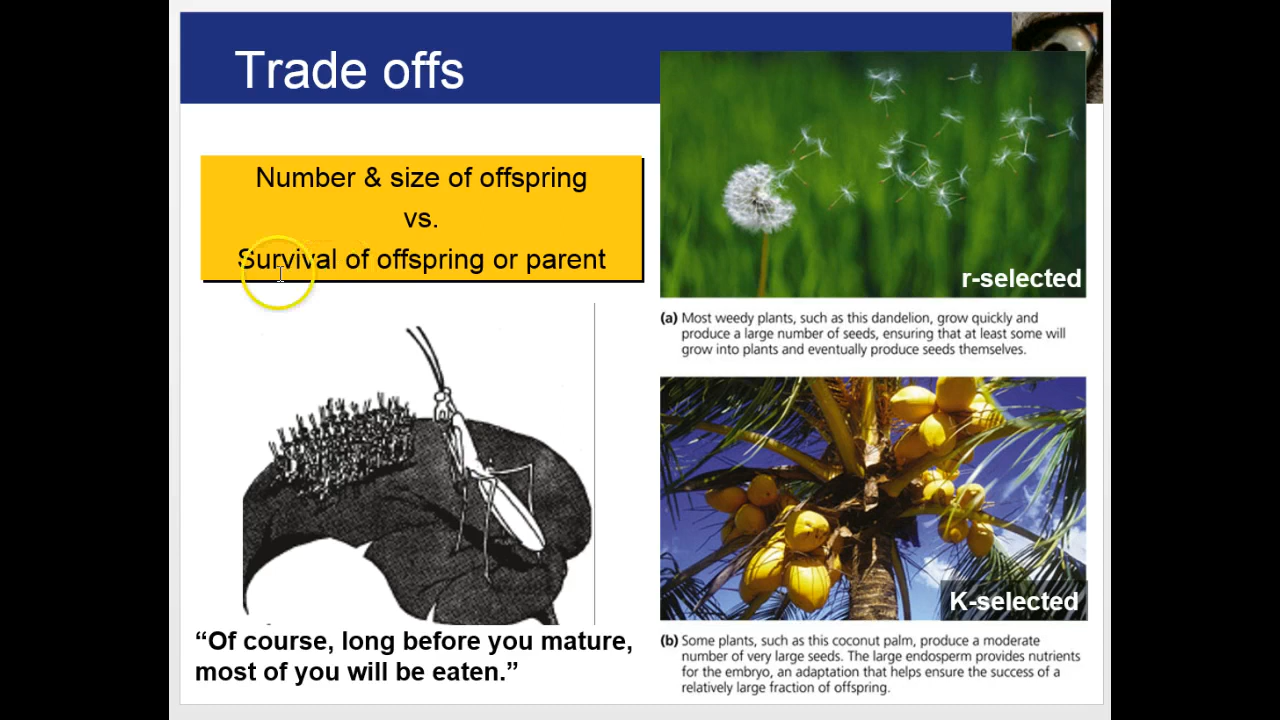 Trade offs
Number & size of offspring
vs.
Survival of offspring or parent
r-selected
(a) Most weedy plants, such as this dandelion, grow quickly and
produce a large number of seeds, ensuring that at least some will
grow into plants and eventually produce seeds themselves.
K-selected
(b) Some plants, such as this coconut palm, produce a moderate
number of very large seeds. The large endosperm provides nutrients
for the embryo, an adaptation that helps ensure the success of a
relatively large fraction of offspring.
“Of course, long before you mature,
most of you will be eaten.”